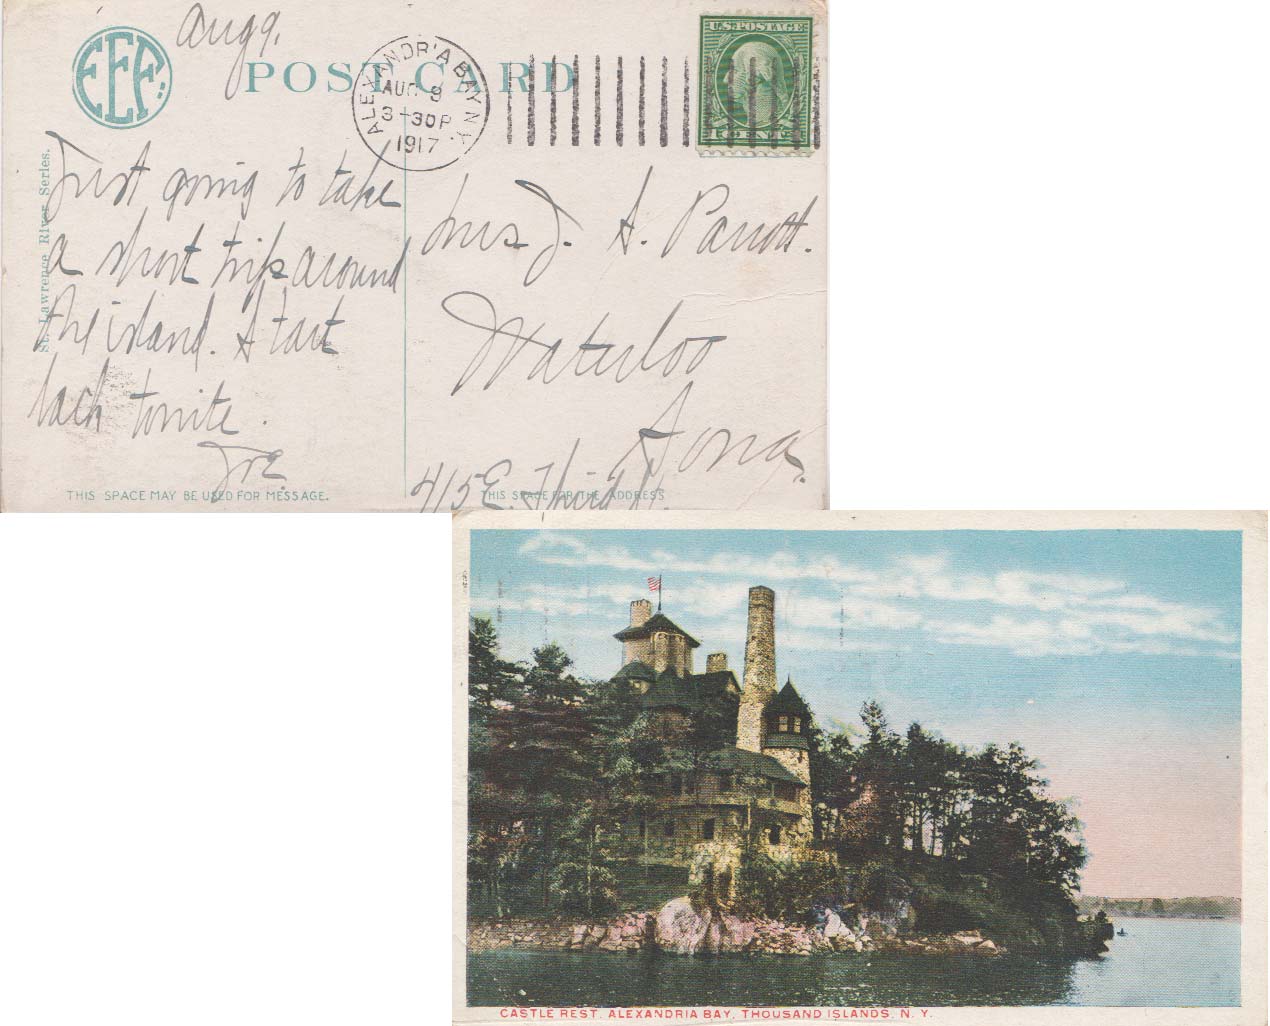 Aug 9,
EEF
POST CARD
ALEXANDRIA BAY N.Y.
AUG 9
3-30P
1917
U.S. POSTAGE
1 CENT 1
St. Lawrence River Series.
Just going to take
a short trip around
the island. Start
back tonite.
Joe.
Mrs J. A. Parrott.
Waterloo
Iowa.
415 E. Third St.
THIS SPACE MAY BE USED FOR MESSAGE.
THIS SPACE FOR THE ADDRESS
CASTLE REST, ALEXANDRIA BAY, THOUSAND ISLANDS, N. Y.